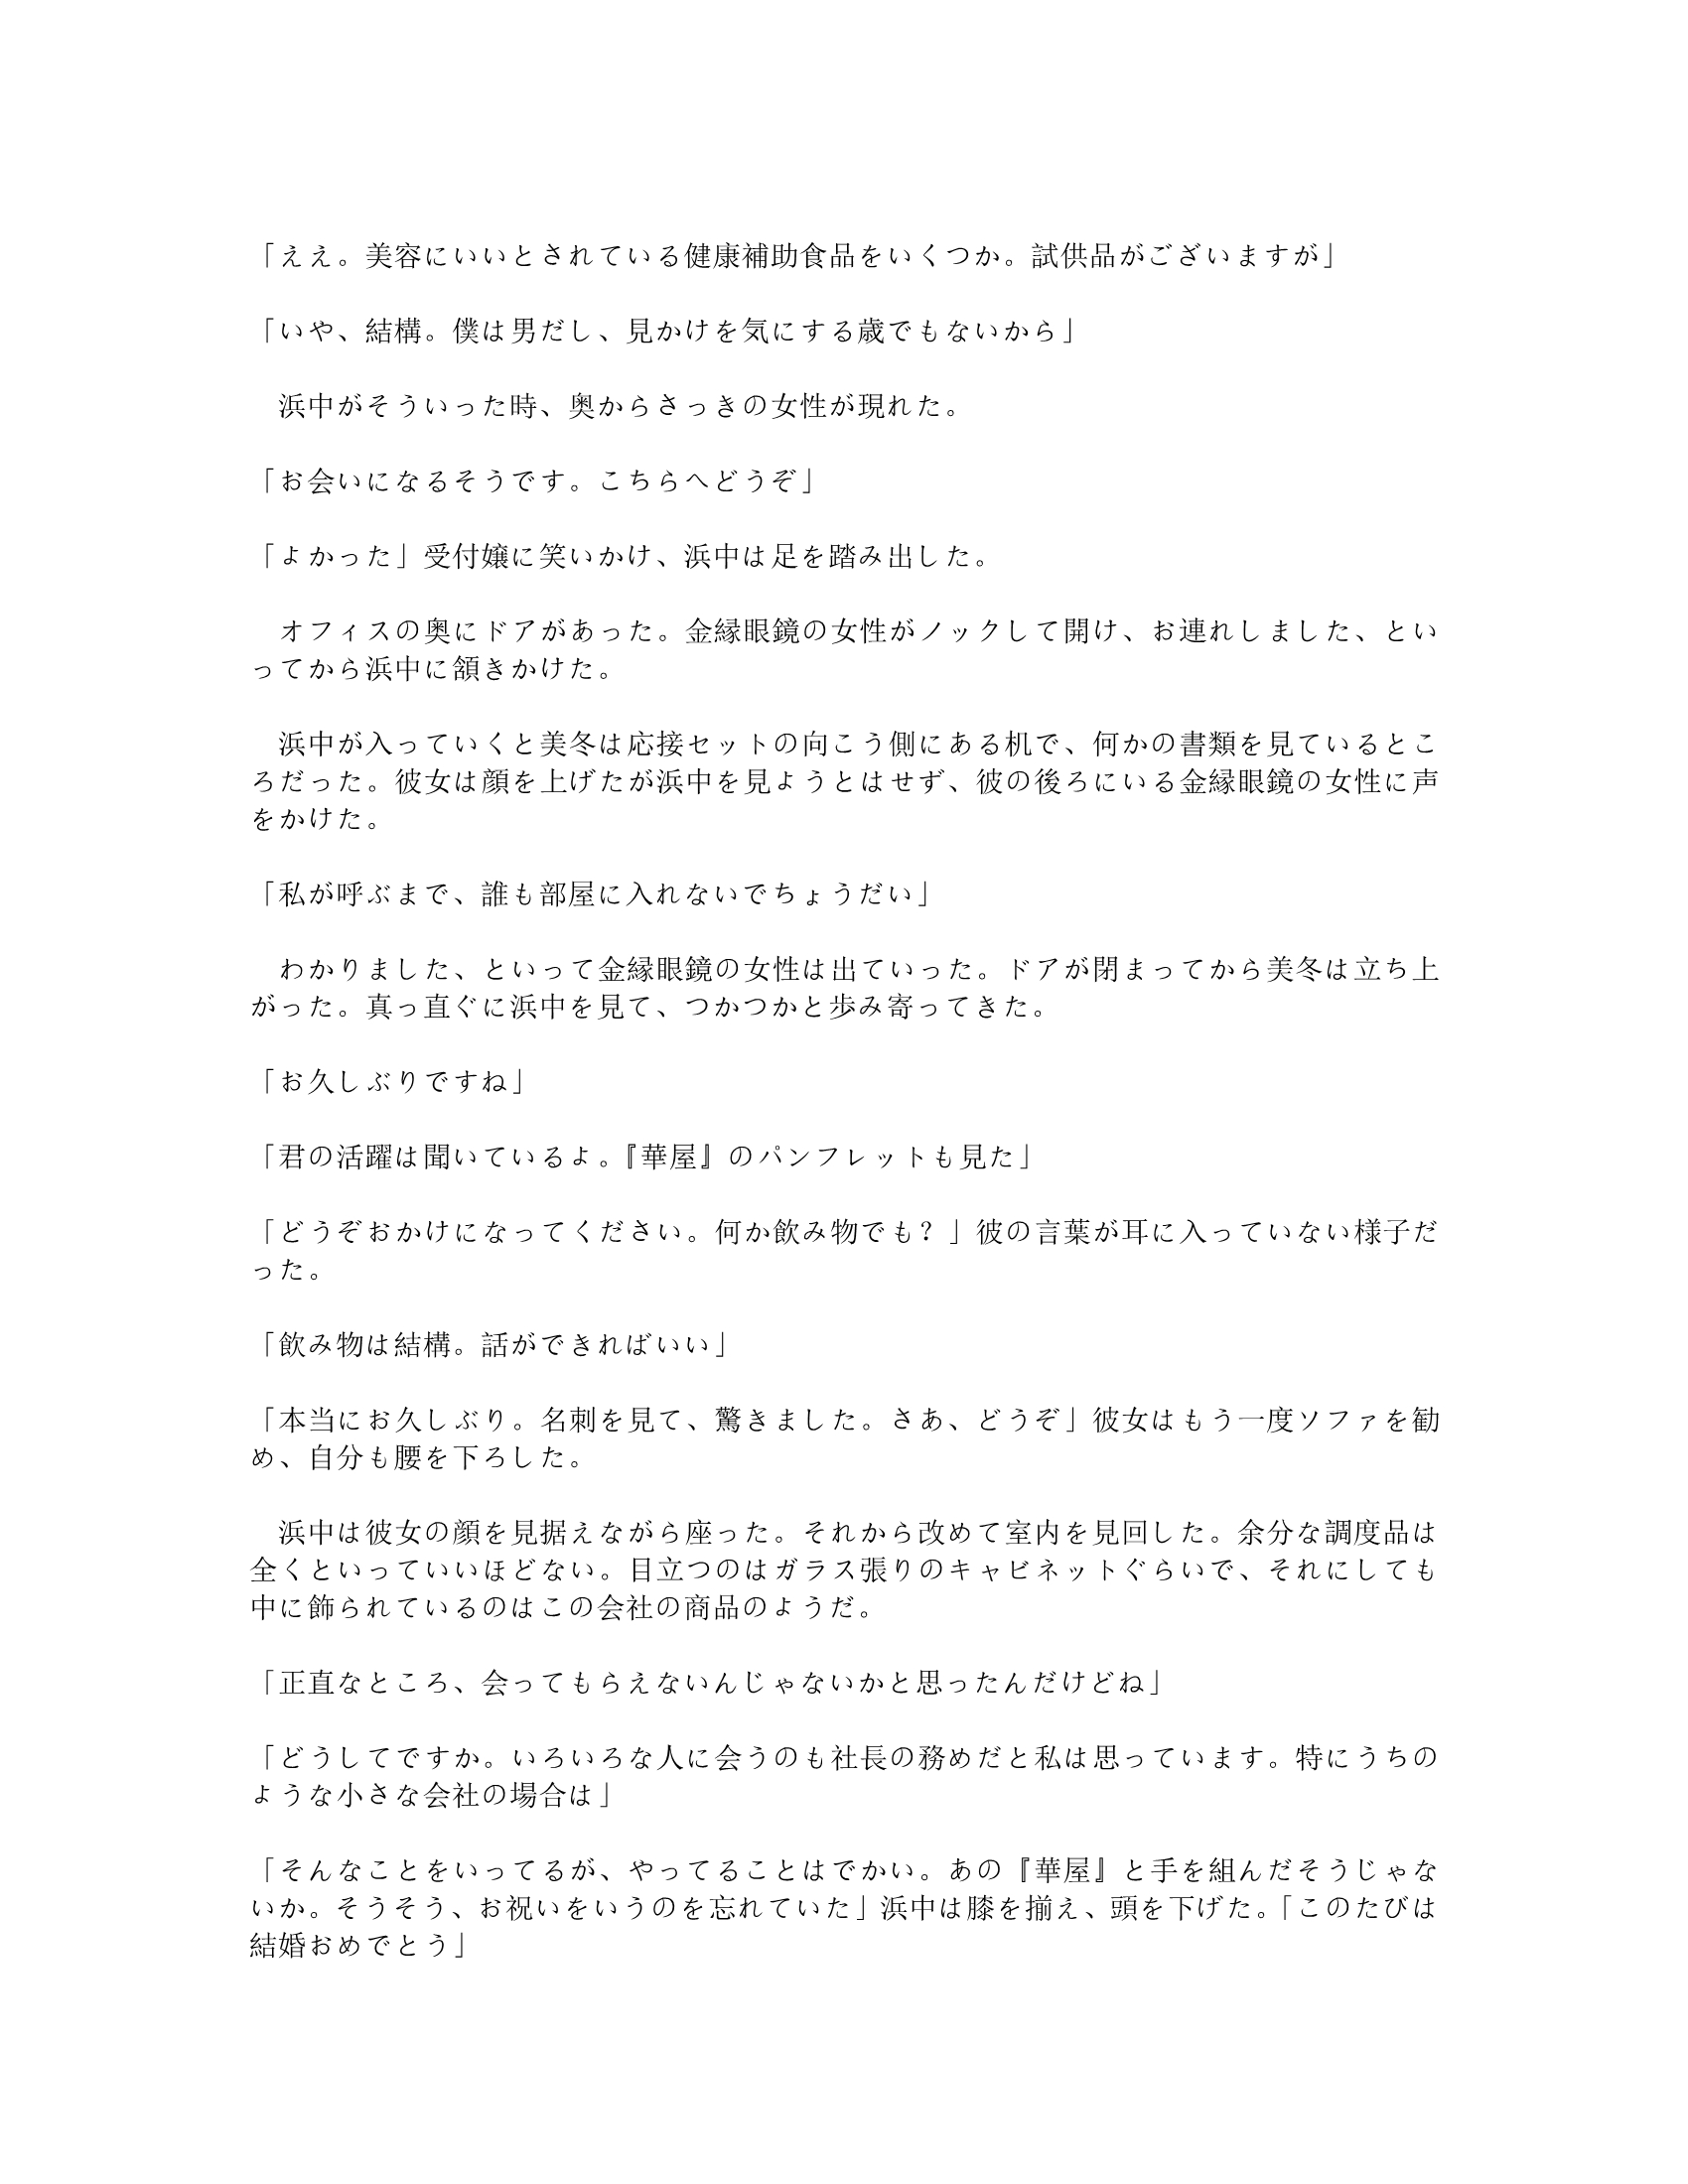 「ええ。美容にいいとされている健康補助食品をいくつか。試供品がございますが」
「いや、結構。僕は男だし、見かけを気にする歳でもないから」
　浜中がそういった時、奥からさっきの女性が現れた。
「お会いになるそうです。こちらへどうぞ」
「よかった」受付嬢に笑いかけ、浜中は足を踏み出した。
　オフィスの奥にドアがあった。金縁眼鏡の女性がノックして開け、お連れしました、とい
ってから浜中に頷きかけた。
　浜中が入っていくと美冬は応接セットの向こう側にある机で、何かの書類を見ているとこ
ろだった。彼女は顔を上げたが浜中を見ようとはせず、彼の後ろにいる金縁眼鏡の女性に声
をかけた。
「私が呼ぶまで、誰も部屋に入れないでちょうだい」
　わかりました、といって金縁眼鏡の女性は出ていった。ドアが閉まってから美冬は立ち上
がった。真っ直ぐに浜中を見て、つかつかと歩み寄ってきた。
「お久しぶりですね」
「君の活躍は聞いているよ。『華屋』のパンフレットも見た」
「どうぞおかけになってください。何か飲み物でも？」彼の言葉が耳に入っていない様子だ
った。
「飲み物は結構。話ができればいい」
「本当にお久しぶり。名刺を見て、驚きました。さあ、どうぞ」彼女はもう一度ソファを勧
め、自分も腰を下ろした。
　浜中は彼女の顔を見据えながら座った。それから改めて室内を見回した。余分な調度品は
全くといっていいほどない。目立つのはガラス張りのキャビネットぐらいで、それにしても
中に飾られているのはこの会社の商品のようだ。
「正直なところ、会ってもらえないんじゃないかと思ったんだけどね」
「どうしてですか。いろいろな人に会うのも社長の務めだと私は思っています。特にうちの
ような小さな会社の場合は」
「そんなことをいってるが、やってることはでかい。あの『華屋』と手を組んだそうじゃな
いか。そうそう、お祝いをいうのを忘れていた」浜中は膝を揃え、頭を下げた。「このたびは
結婚おめでとう」